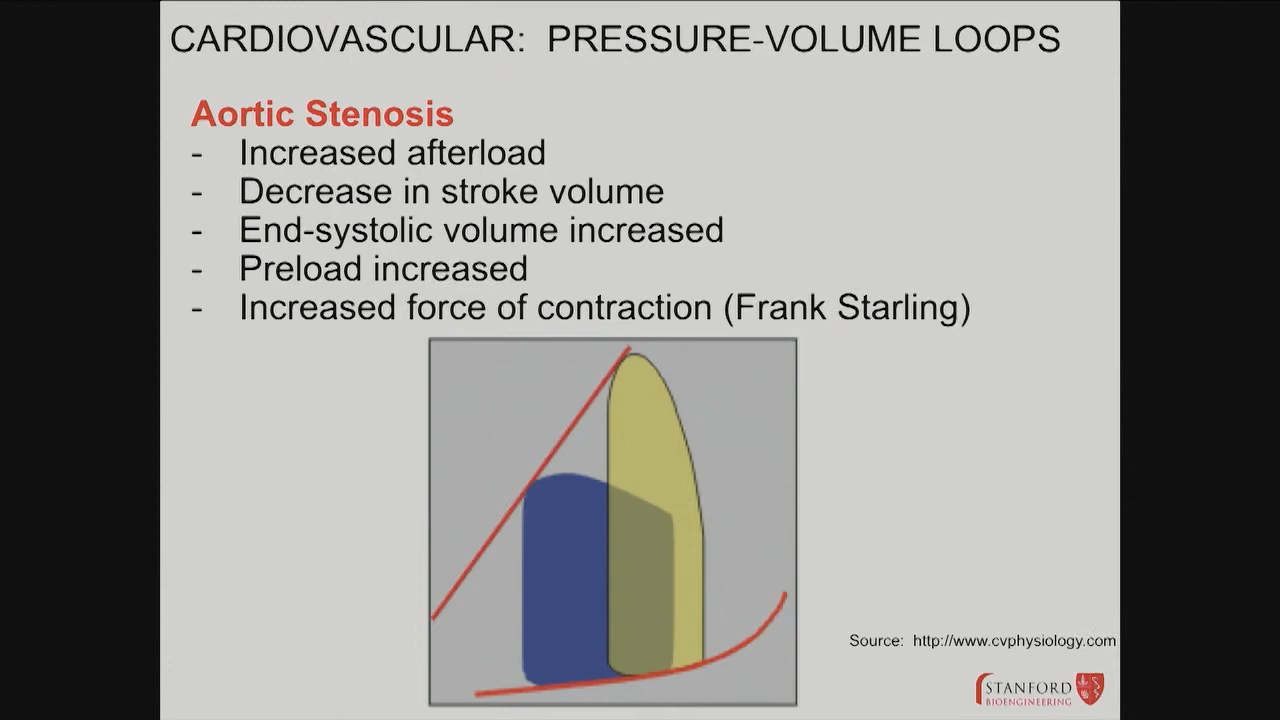 CARDIOVASCULAR: PRESSURE-VOLUME LOOPS
Aortic Stenosis
- Increased afterload
- Decrease in stroke volume
- End-systolic volume increased
- Preload increased
- Increased force of contraction (Frank Starling)
Source: http://www.cvphysiology.com
STANFORD
BIOENGINEERING